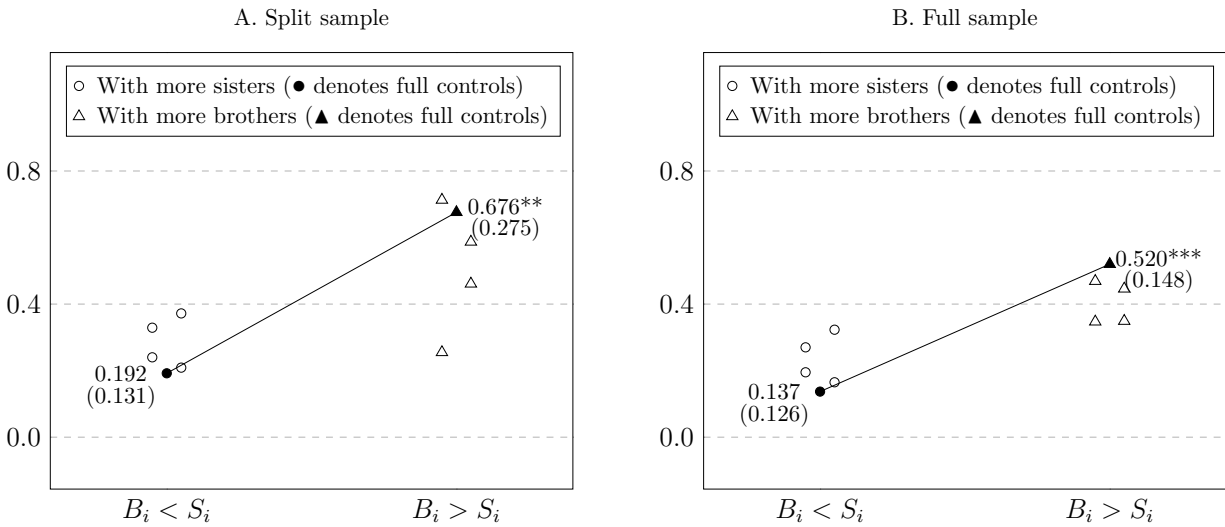 A. Split sample
○ With more sisters (● denotes full controls)
△ With more brothers (▲ denotes full controls)
0.8
0.4
0.0
0.676**
(0.275)
0.192
(0.131)
B_i < S_i
B_i > S_i
B. Full sample
○ With more sisters (● denotes full controls)
△ With more brothers (▲ denotes full controls)
0.8
0.4
0.0
0.520***
(0.148)
0.137
(0.126)
B_i < S_i
B_i > S_i